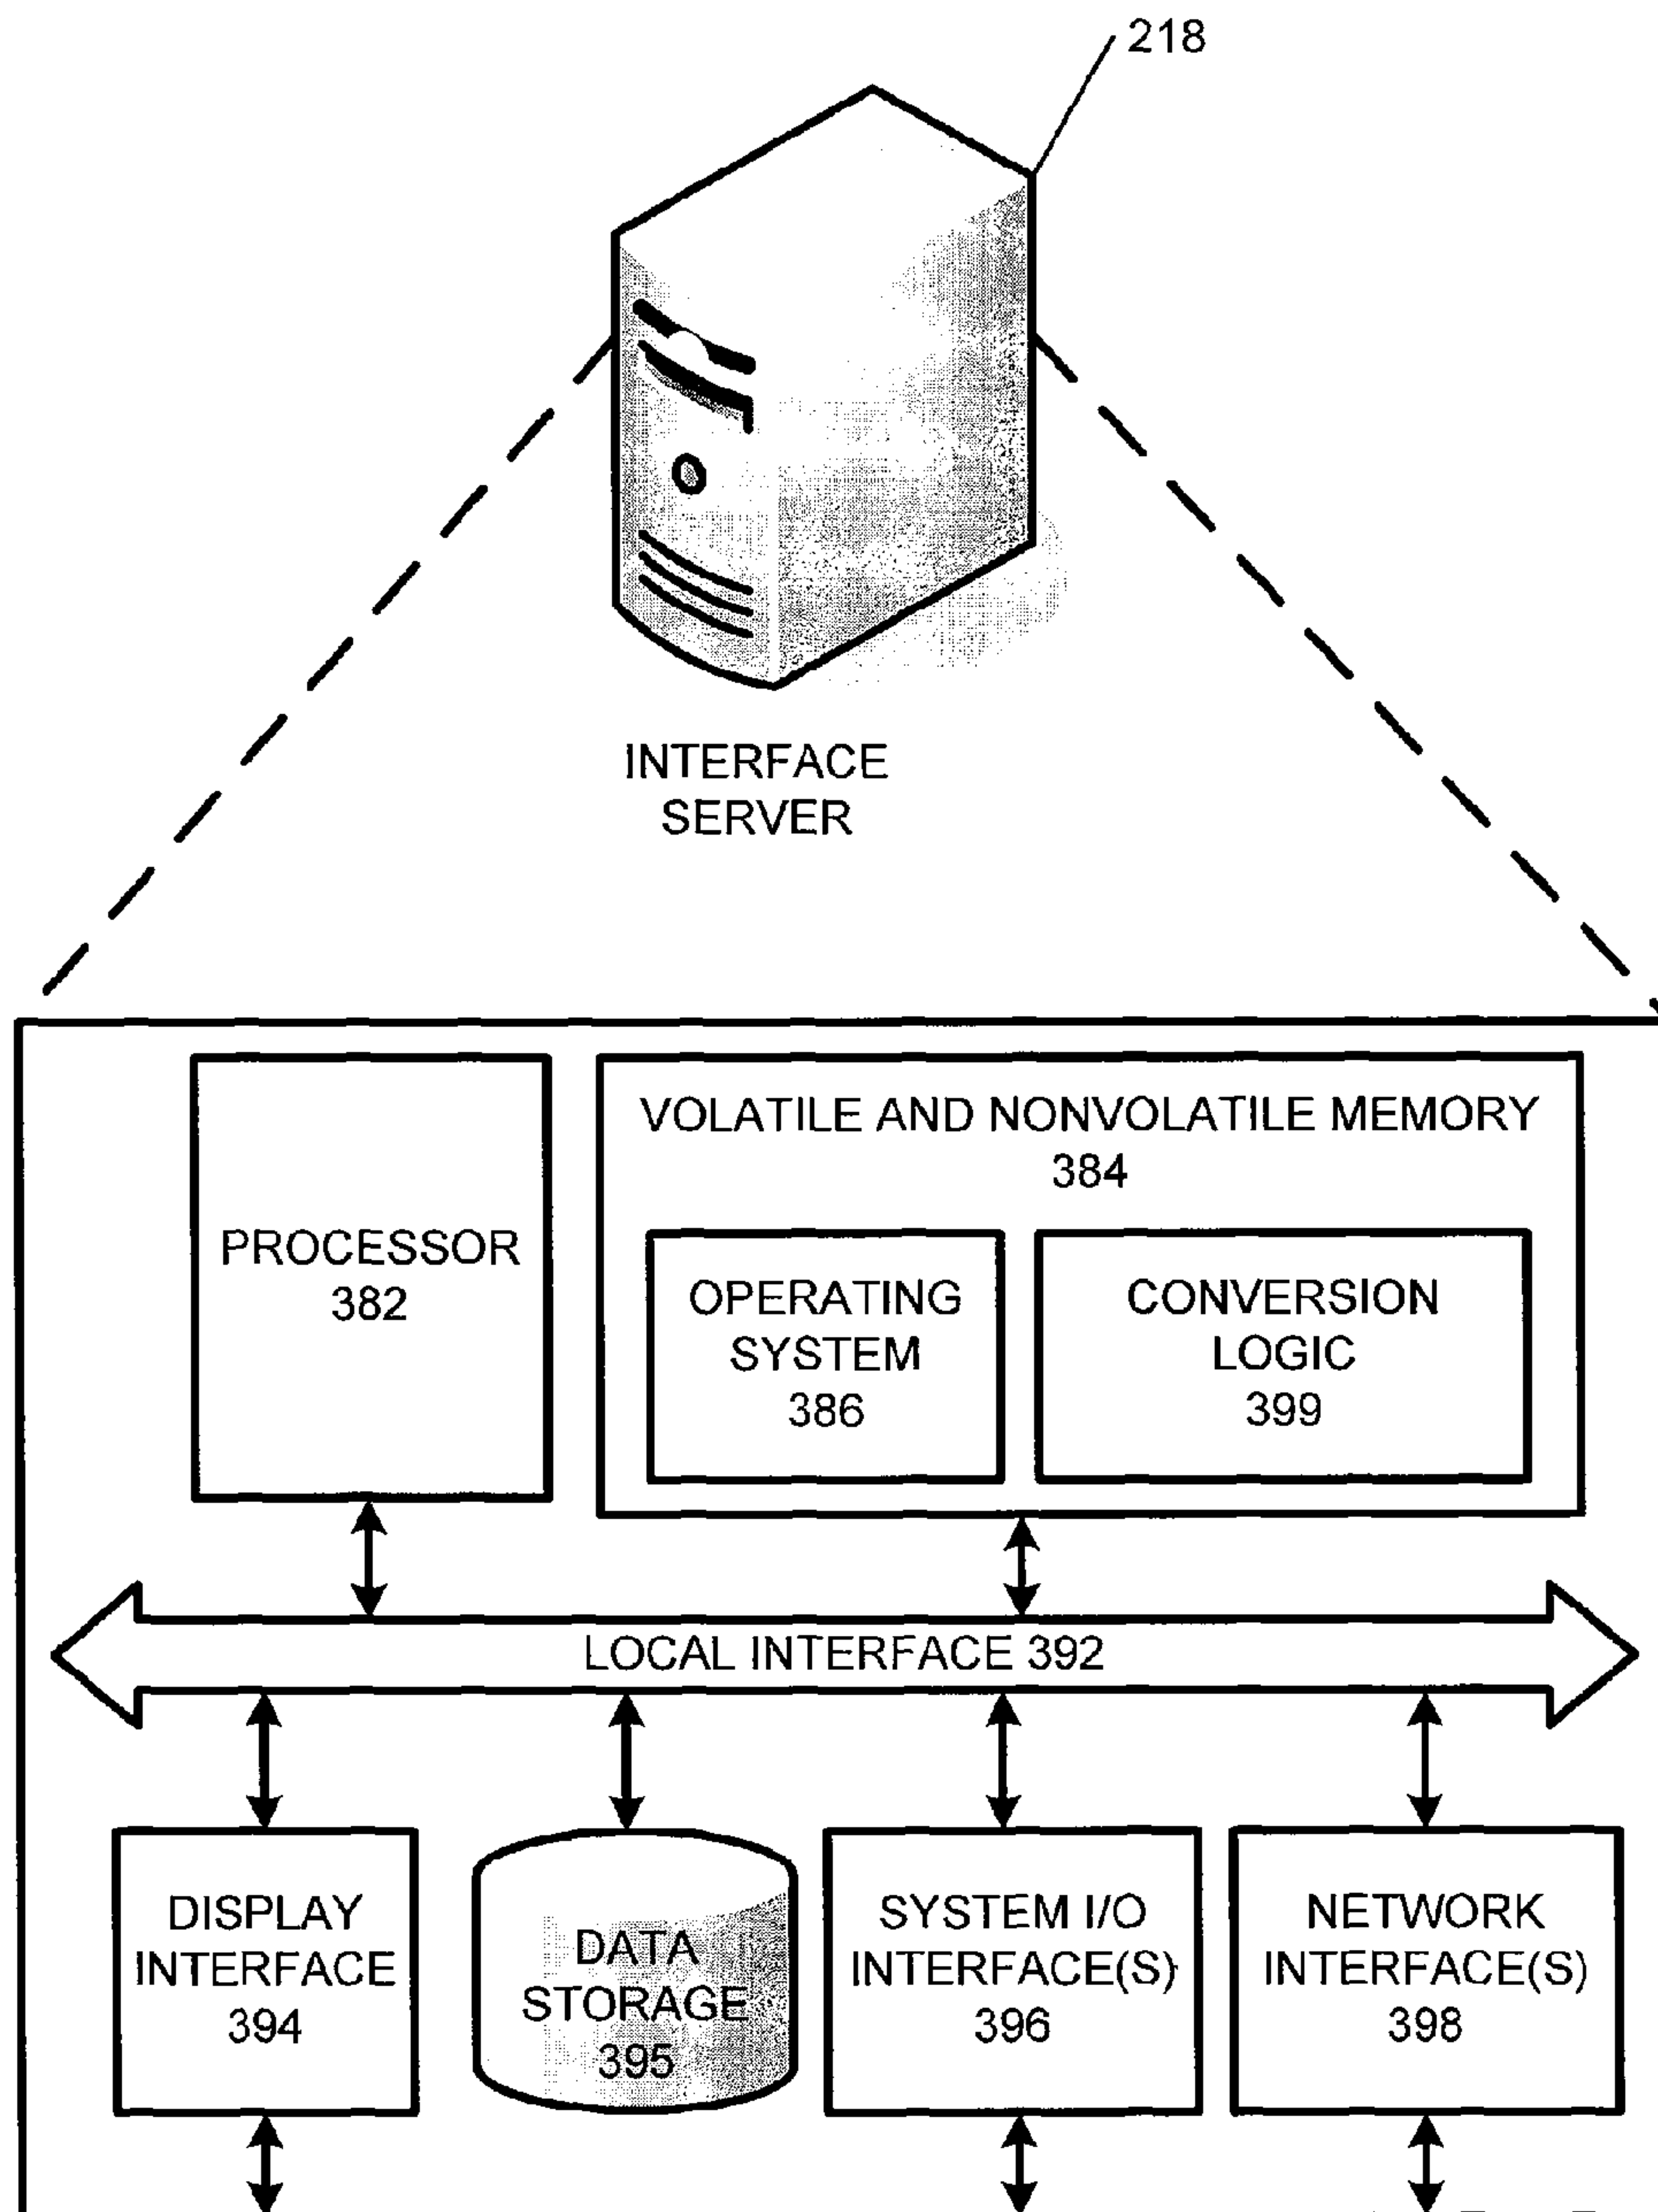 218
INTERFACE
SERVER
VOLATILE AND NONVOLATILE MEMORY
384
PROCESSOR
382
OPERATING
SYSTEM
386
CONVERSION
LOGIC
399
LOCAL INTERFACE 392
DISPLAY
INTERFACE
394
DATA
STORAGE
395
SYSTEM I/O
INTERFACE(S)
396
NETWORK
INTERFACE(S)
398